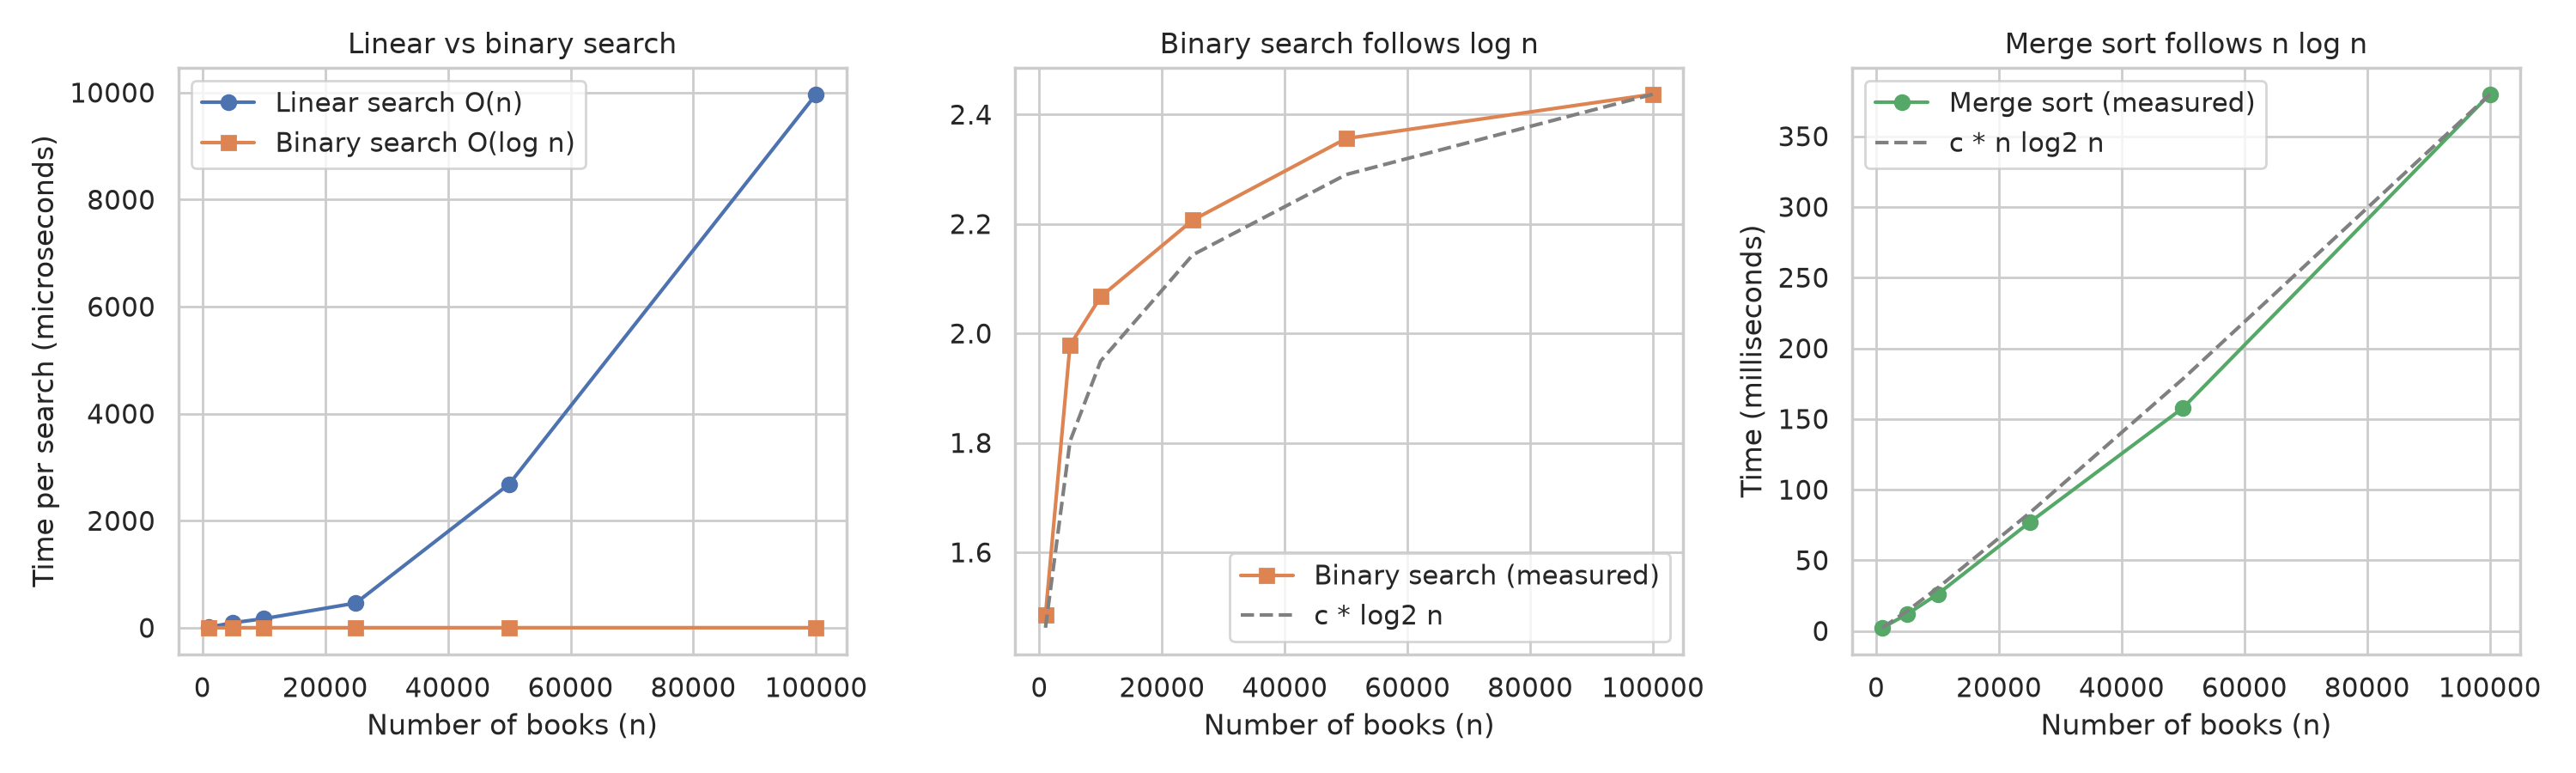 Linear vs binary search
Time per search (microseconds)
10000
8000
6000
4000
2000
0
Linear search O(n)
Binary search O(log n)
0 20000 40000 60000 80000 100000
Number of books (n)
Binary search follows log n
2.4
2.2
2.0
1.8
1.6
Binary search (measured)
c * log2 n
0 20000 40000 60000 80000 100000
Number of books (n)
Merge sort follows n log n
Time (milliseconds)
350
300
250
200
150
100
50
0
Merge sort (measured)
c * n log2 n
0 20000 40000 60000 80000 100000
Number of books (n)